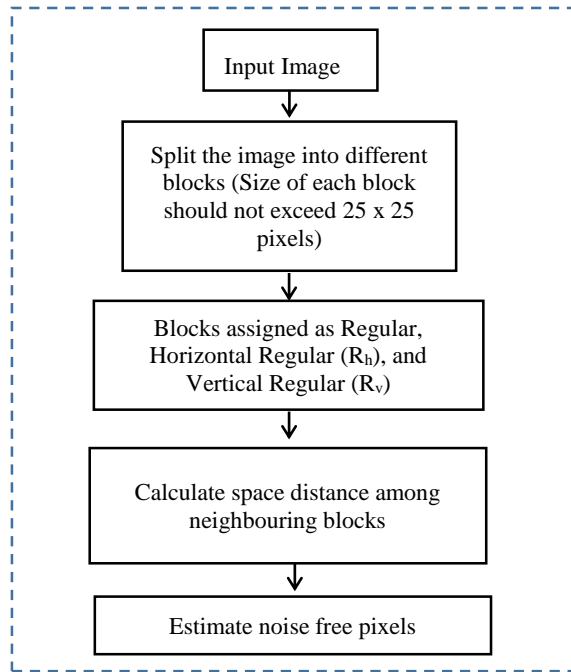 Input Image
Split the image into different
blocks (Size of each block
should not exceed 25 x 25
pixels)
Blocks assigned as Regular,
Horizontal Regular (Rₕ), and
Vertical Regular (Rᵥ)
Calculate space distance among
neighbouring blocks
Estimate noise free pixels